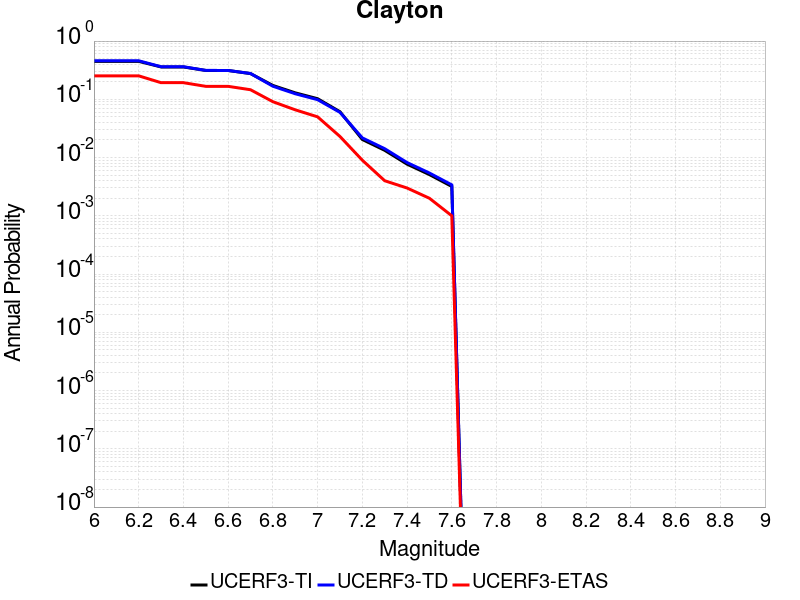 Clayton
10^0
10^-1
10^-2
10^-3
10^-4
10^-5
10^-6
10^-7
10^-8
Annual Probability
6 6.2 6.4 6.6 6.8 7 7.2 7.4 7.6 7.8 8 8.2 8.4 8.6 8.8 9
Magnitude
UCERF3-TI UCERF3-TD UCERF3-ETAS